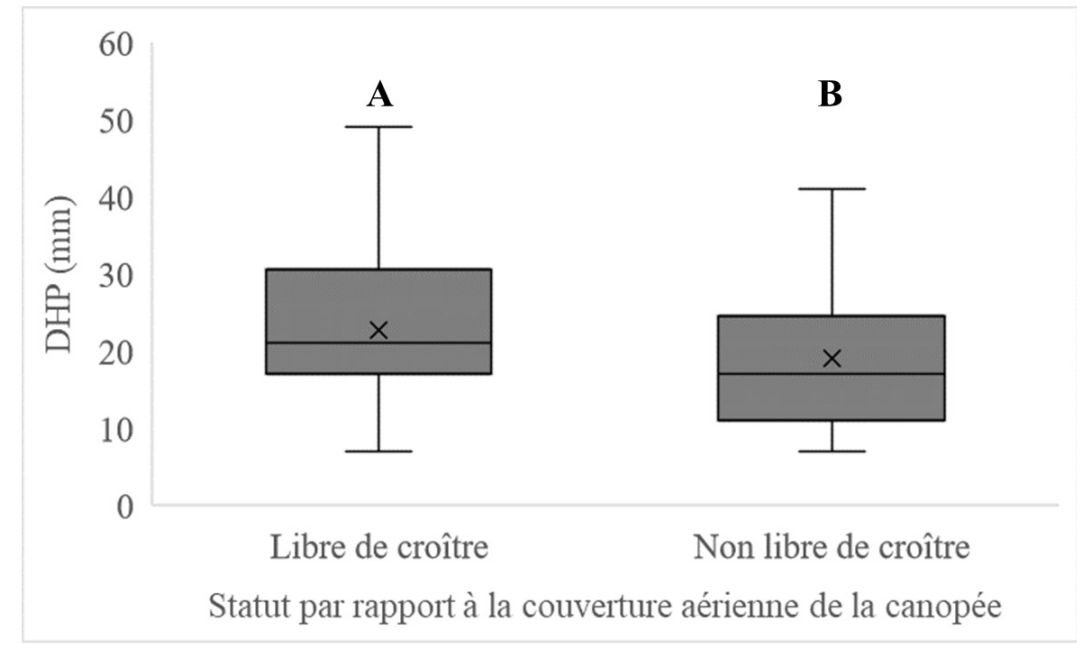 60
50
40
30
20
10
0
DHP (mm)
A
B
Libre de croître
Non libre de croître
Statut par rapport à la couverture aérienne de la canopée